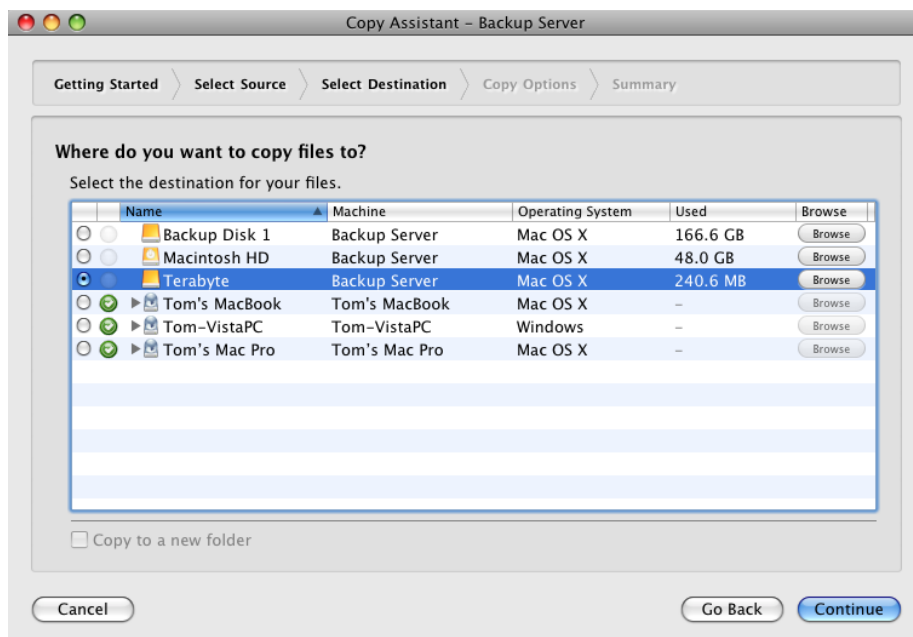 Copy Assistant – Backup Server
Getting Started Select Source Select Destination Copy Options Summary
Where do you want to copy files to?
Select the destination for your files.
Name Machine Operating System Used Browse
Backup Disk 1 Backup Server Mac OS X 166.6 GB Browse
Macintosh HD Backup Server Mac OS X 48.0 GB Browse
Terabyte Backup Server Mac OS X 240.6 MB Browse
Tom's MacBook Tom's MacBook Mac OS X – Browse
Tom-VistaPC Tom-VistaPC Windows – Browse
Tom's Mac Pro Tom's Mac Pro Mac OS X – Browse
Copy to a new folder
Cancel Go Back Continue